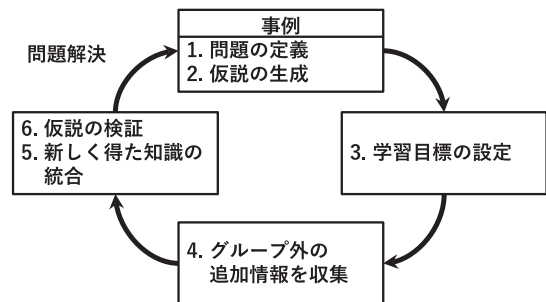 事例
1. 問題の定義
2. 仮説の生成
問題解決
3. 学習目標の設定
4. グループ外の
追加情報を収集
6. 仮説の検証
5. 新しく得た知識の
統合